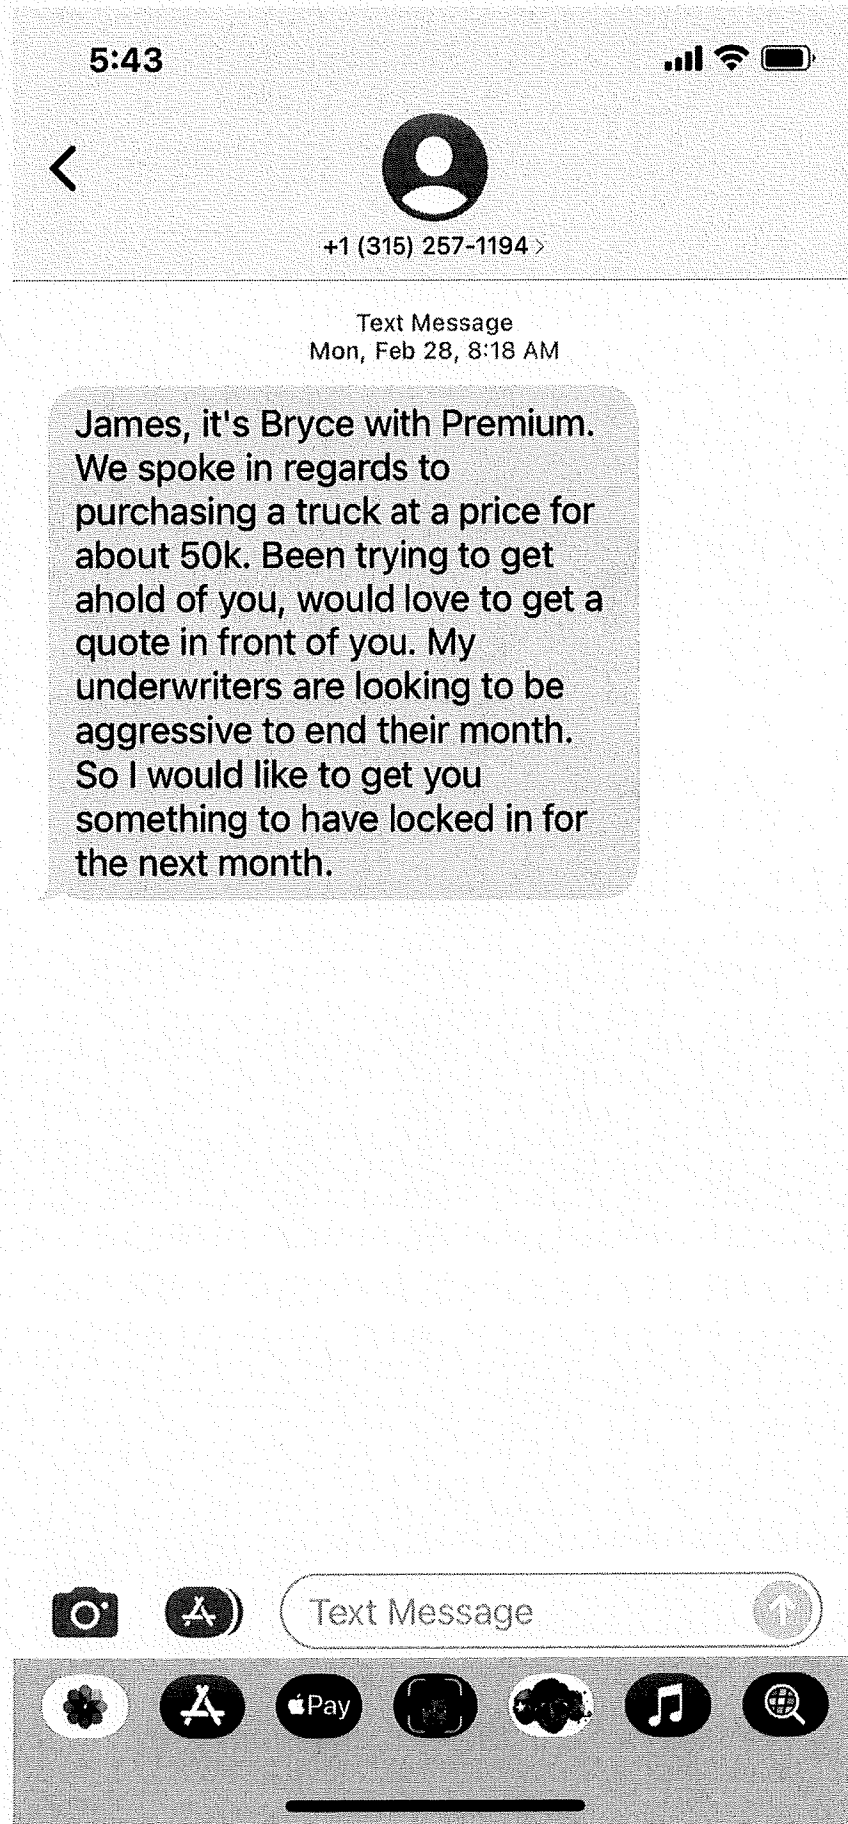 5:43
+1 (315) 257-1194 >
Text Message
Mon, Feb 28, 8:18 AM
James, it's Bryce with Premium.
We spoke in regards to
purchasing a truck at a price for
about 50k. Been trying to get
ahold of you, would love to get a
quote in front of you. My
underwriters are looking to be
aggressive to end their month.
So I would like to get you
something to have locked in for
the next month.
Text Message
Pay